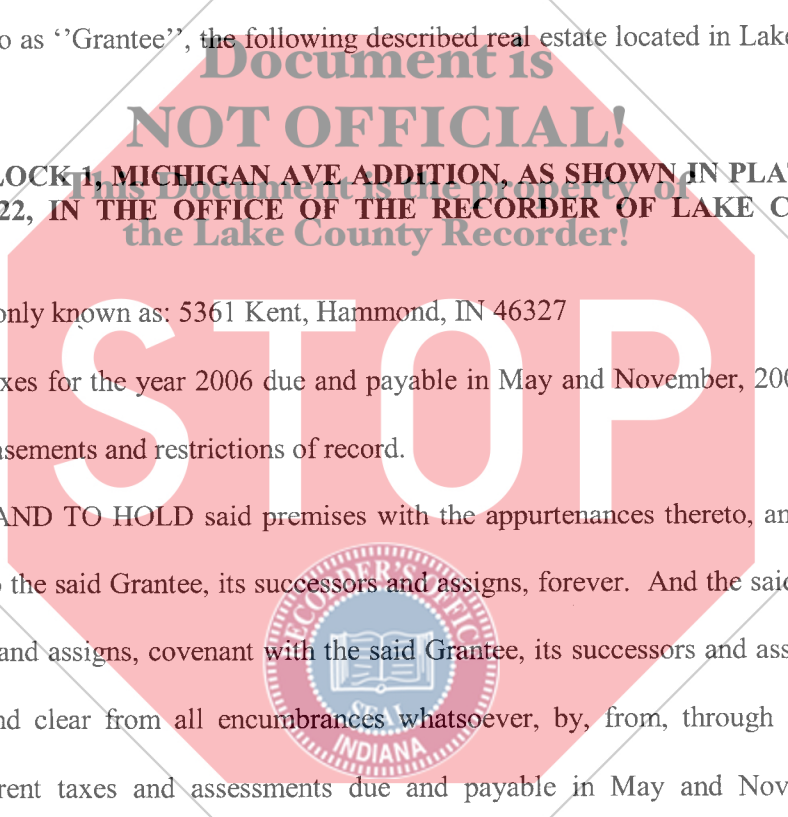 o as ‘’Grantee’’, the following described real estate located in Lake
Document is
NOT OFFICIAL!
LOCK 1, MICHIGAN AVE ADDITION, AS SHOWN IN PLA
This Document is the property of
22, IN THE OFFICE OF THE RECORDER OF LAKE C
the Lake County Recorder!
only known as: 5361 Kent, Hammond, IN 46327
STOP
xes for the year 2006 due and payable in May and November, 200
asements and restrictions of record.
AND TO HOLD said premises with the appurtenances thereto, an
o the said Grantee, its successors and assigns, forever. And the said
RECORDER'S OFFICE
and assigns, covenant with the said Grantee, its successors and ass
nd clear from all encumbrances whatsoever, by, from, through
SEAL
INDIANA
rent taxes and assessments due and payable in May and Nov